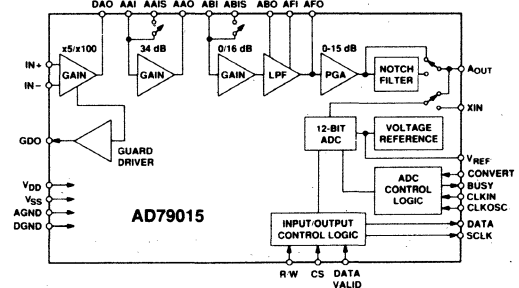 DAO AAI AAIS AAO ABI ABIS ABO AFI AFO
x5/x100
34 dB
0/16 dB
0-15 dB
IN+
IN−
GAIN
GAIN
GAIN
LPF
PGA
NOTCH
FILTER
AOUT
XIN
GDO
GUARD
DRIVER
12-BIT
ADC
VOLTAGE
REFERENCE
VREF
CONVERT
BUSY
CLKIN
CLKOSC
ADC
CONTROL
LOGIC
VDD
VSS
AGND
DGND
AD79015
INPUT/OUTPUT
CONTROL LOGIC
DATA
SCLK
R/W CS DATA
VALID